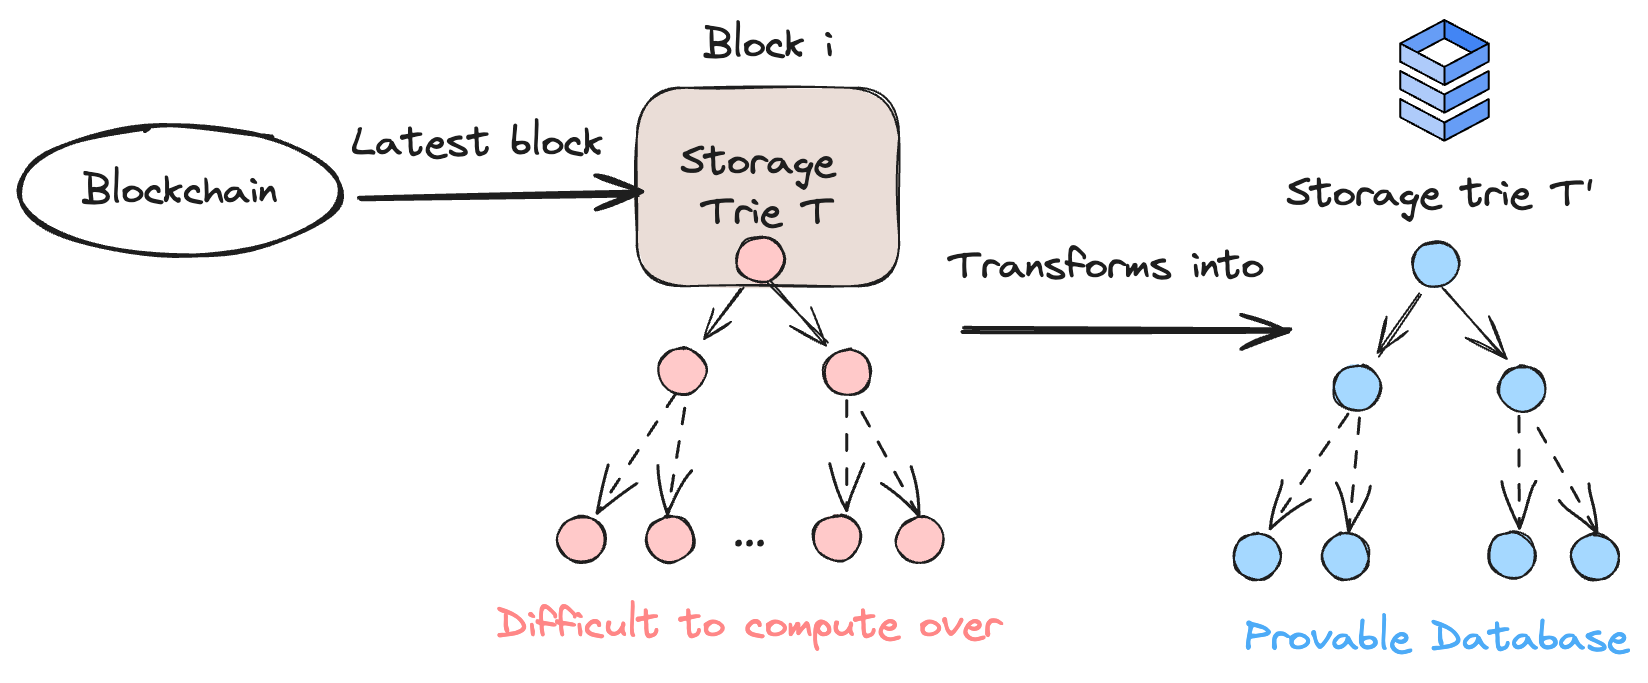 Block i
Blockchain
Latest block
Storage
Trie T
...
Difficult to compute over
Transforms into
Storage trie T'
Provable Database